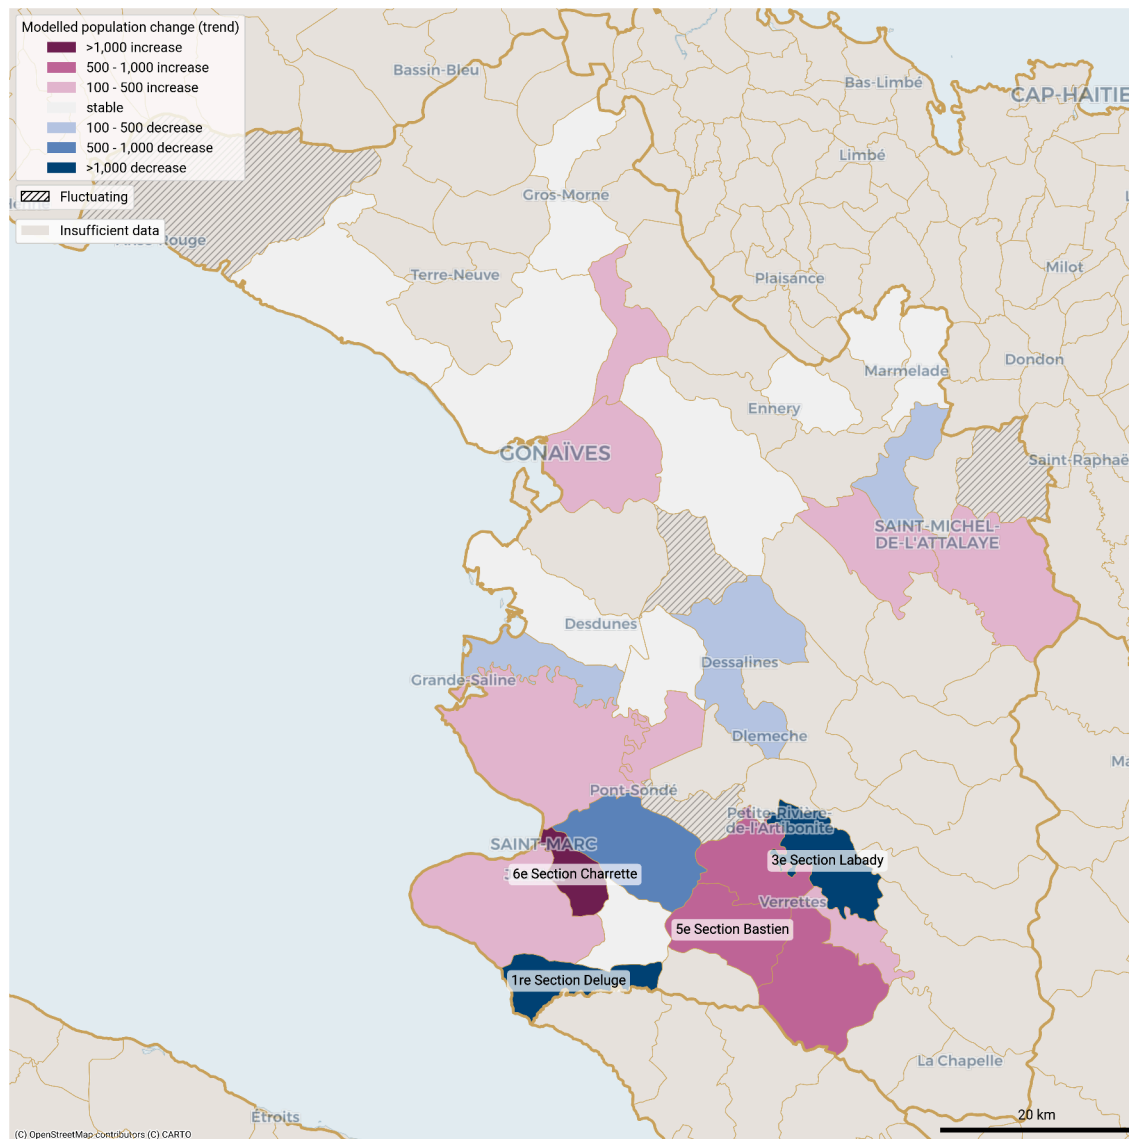 Modelled population change (trend)
>1,000 increase
500 - 1,000 increase
100 - 500 increase
stable
100 - 500 decrease
500 - 1,000 decrease
>1,000 decrease
Fluctuating
Insufficient data
Bassin-Bleu
Bas-Limbé
CAP-HAITIE
Limbé
Gros-Morne
Rouge
Terre-Neuve
Plaisance
Milot
Dondon
Marmelade
Ennery
GONAÏVES
Saint-Raphaë
SAINT-MICHEL-
DE-L'ATTALAYE
Desdunes
Dessalines
Grande-Saline
Dlemeche
Ma
Pont-Sondé
Petite-Rivière-
de-l'Artibonite
SAINT-MARC
3e Section Labady
6e Section Charrette
Verrettes
5e Section Bastien
1re Section Deluge
La Chapelle
Étroits
20 km
(C) OpenStreetMap contributors (C) CARTO